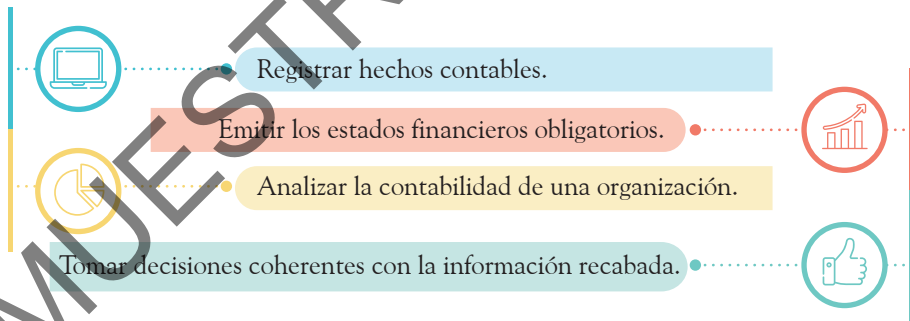 Registrar hechos contables.
Emitir los estados financieros obligatorios.
Analizar la contabilidad de una organización.
Tomar decisiones coherentes con la información recabada.